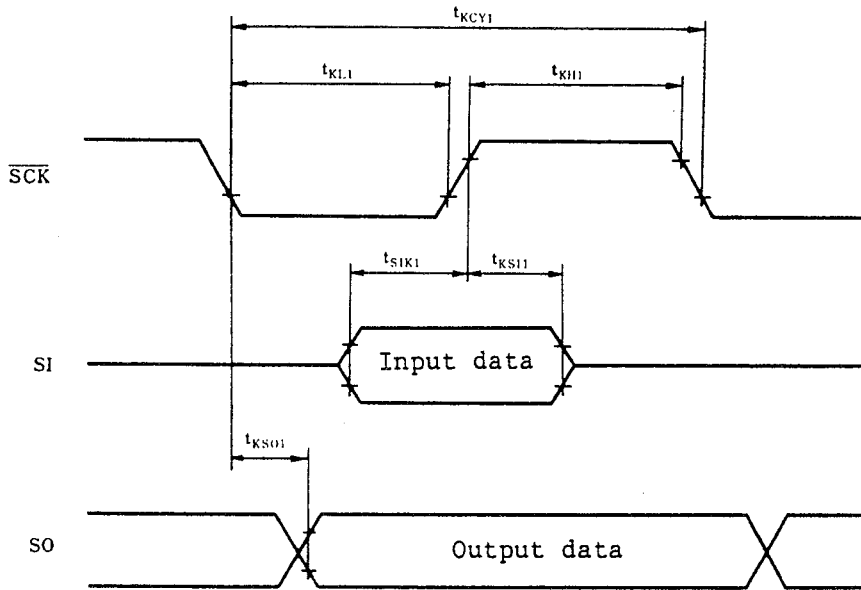 tKCY1
tKL1
tKH1
SCK
tSIK1
tKSI1
SI
Input data
tKSO1
SO
Output data